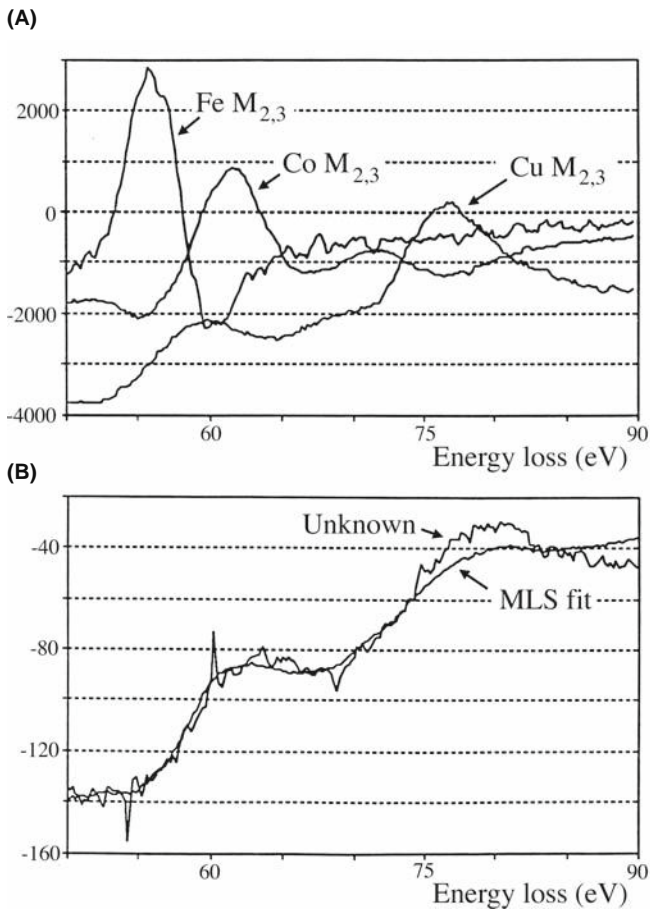 (A)
2000
0
-2000
-4000
Fe M2,3
Co M2,3
Cu M2,3
60
75
90
Energy loss (eV)
(B)
-40
-80
-120
-160
Unknown
MLS fit
60
75
90
Energy loss (eV)